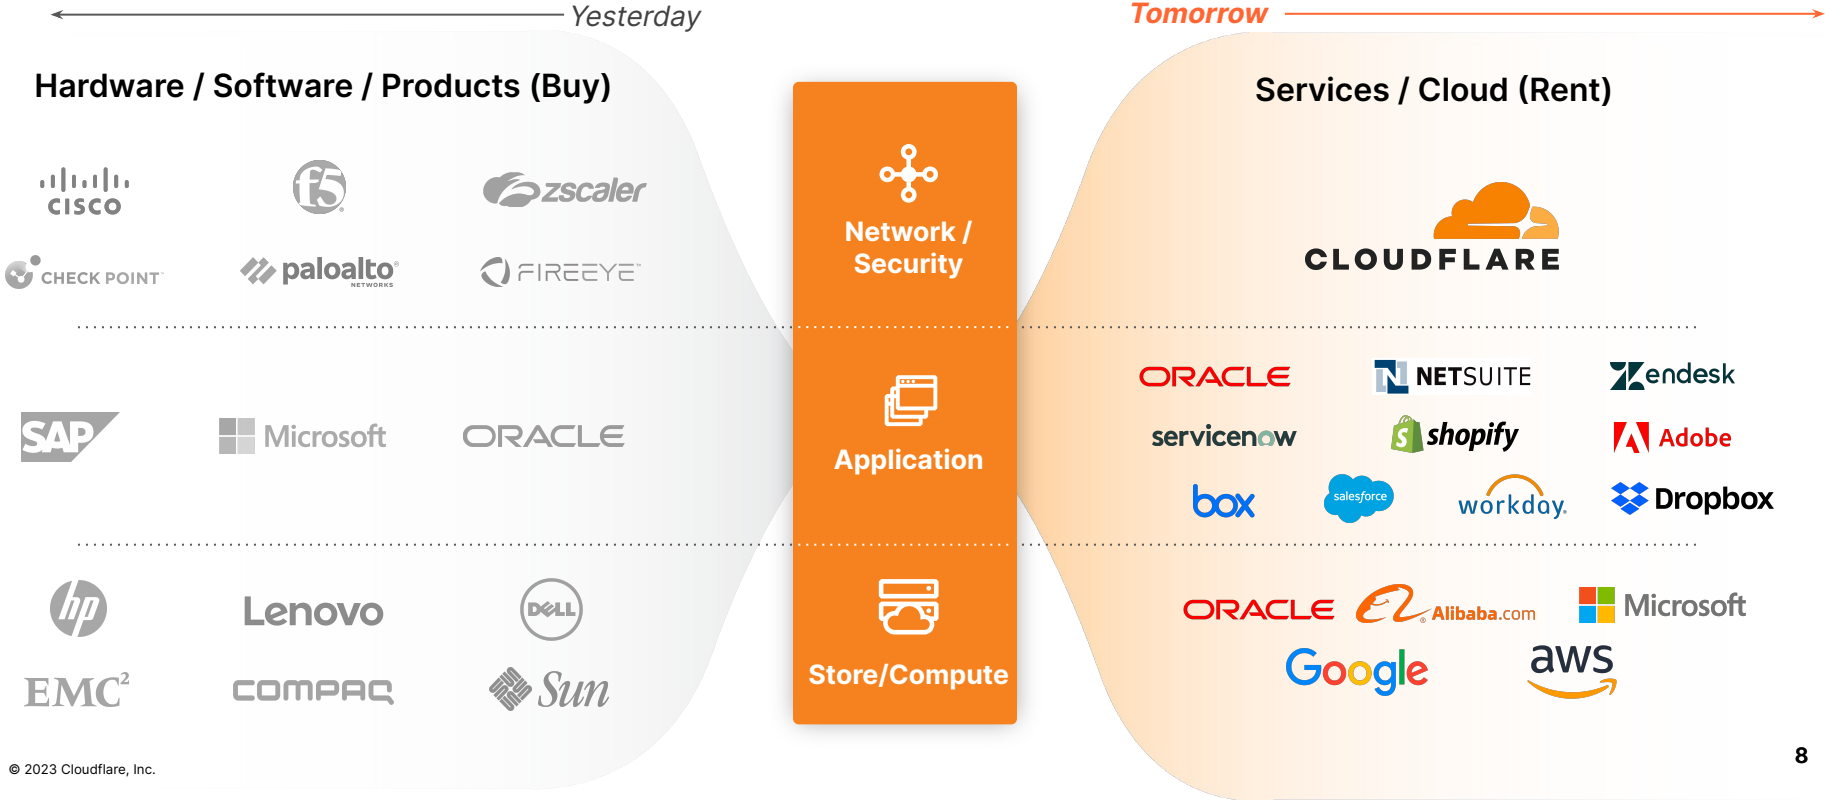 Yesterday
Tomorrow
Hardware / Software / Products (Buy)
Services / Cloud (Rent)
CISCO
f5
zscaler
CHECK POINT
paloalto
NETWORKS
FIREEYE™
Network /
Security
CLOUDFLARE
SAP
Microsoft
ORACLE
Application
ORACLE
NETSUITE
zendesk
servicenow
shopify
Adobe
box
salesforce
workday.
Dropbox
hp
Lenovo
DELL
EMC²
COMPAQ
Sun
Store/Compute
ORACLE
Alibaba.com
Microsoft
Google
aws
© 2023 Cloudflare, Inc.
8